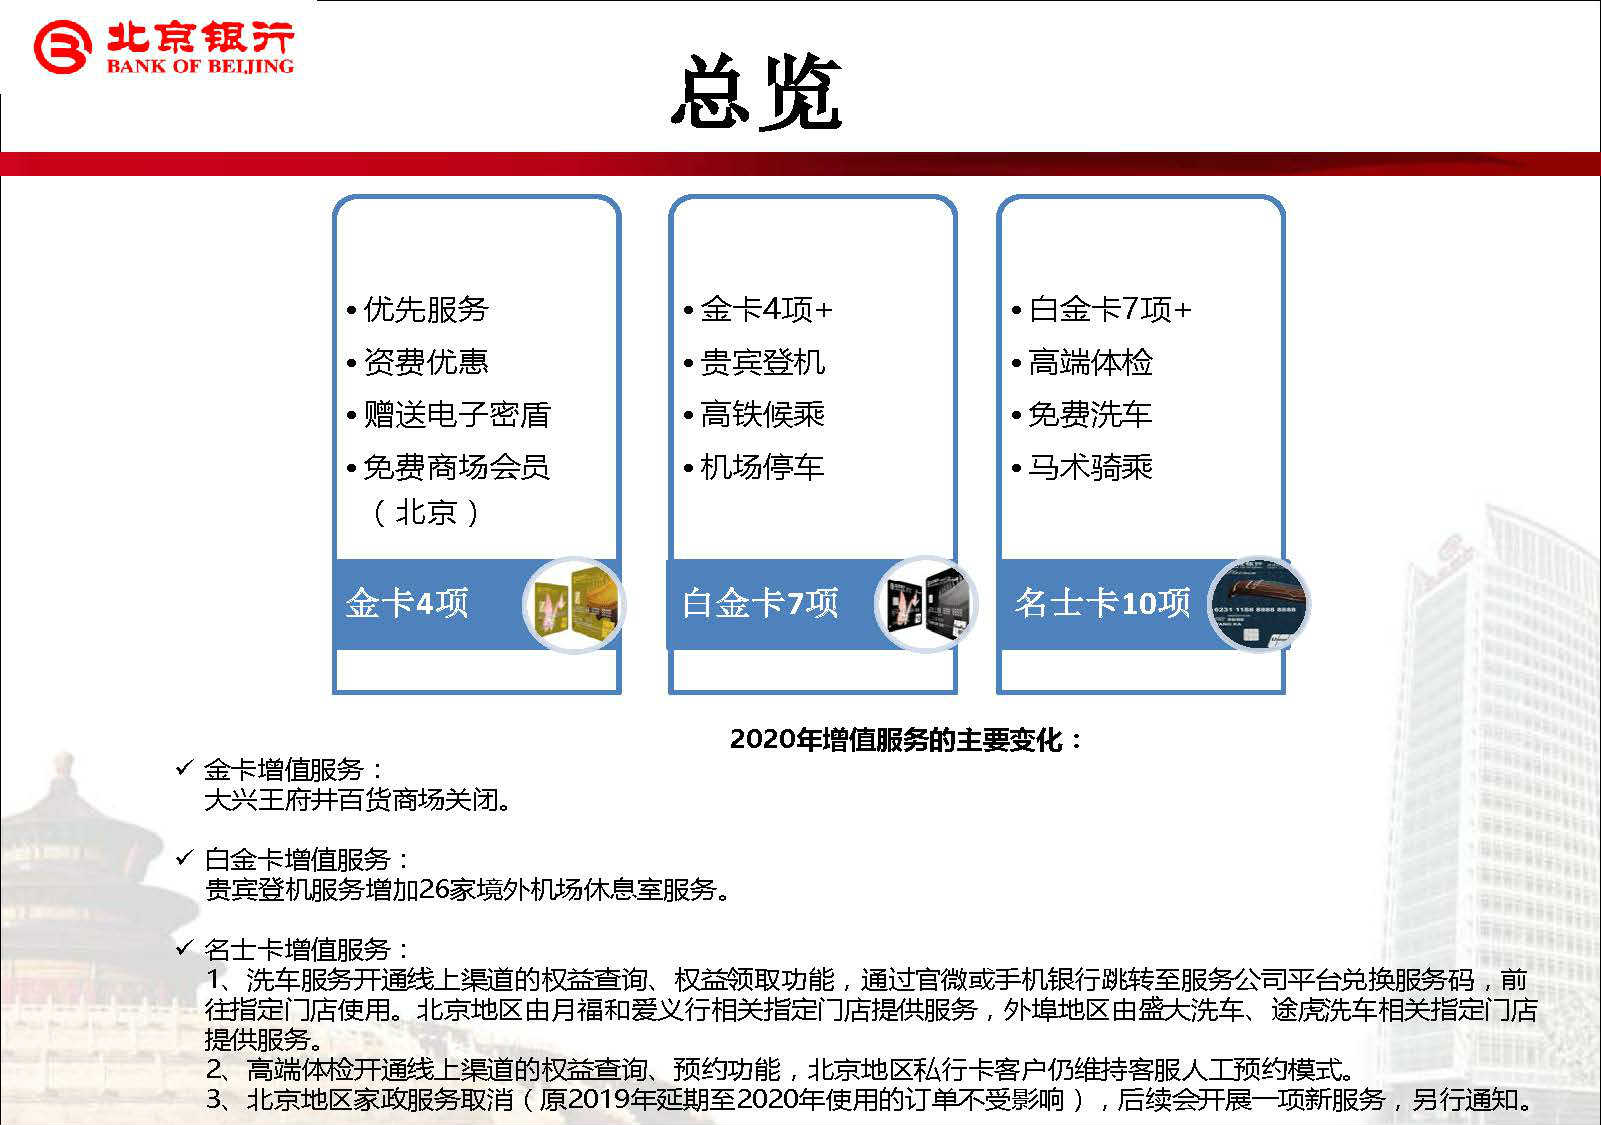 北京银行
BANK OF BEIJING
总览
•优先服务
•资费优惠
•赠送电子密盾
•免费商场会员
（北京）
金卡4项
•金卡4项+
•贵宾登机
•高铁候乘
•机场停车
白金卡7项
•白金卡7项+
•高端体检
•免费洗车
•马术骑乘
名士卡10项
6231 1188 8888 8888
2020年增值服务的主要变化：
✓ 金卡增值服务：
大兴王府井百货商场关闭。
✓ 白金卡增值服务：
贵宾登机服务增加26家境外机场休息室服务。
✓ 名士卡增值服务：
1、洗车服务开通线上渠道的权益查询、权益领取功能，通过官微或手机银行跳转至服务公司平台兑换服务码，前
往指定门店使用。北京地区由月福和爱义行相关指定门店提供服务，外埠地区由盛大洗车、途虎洗车相关指定门店
提供服务。
2、高端体检开通线上渠道的权益查询、预约功能，北京地区私行卡客户仍维持客服人工预约模式。
3、北京地区家政服务取消（原2019年延期至2020年使用的订单不受影响），后续会开展一项新服务，另行通知。